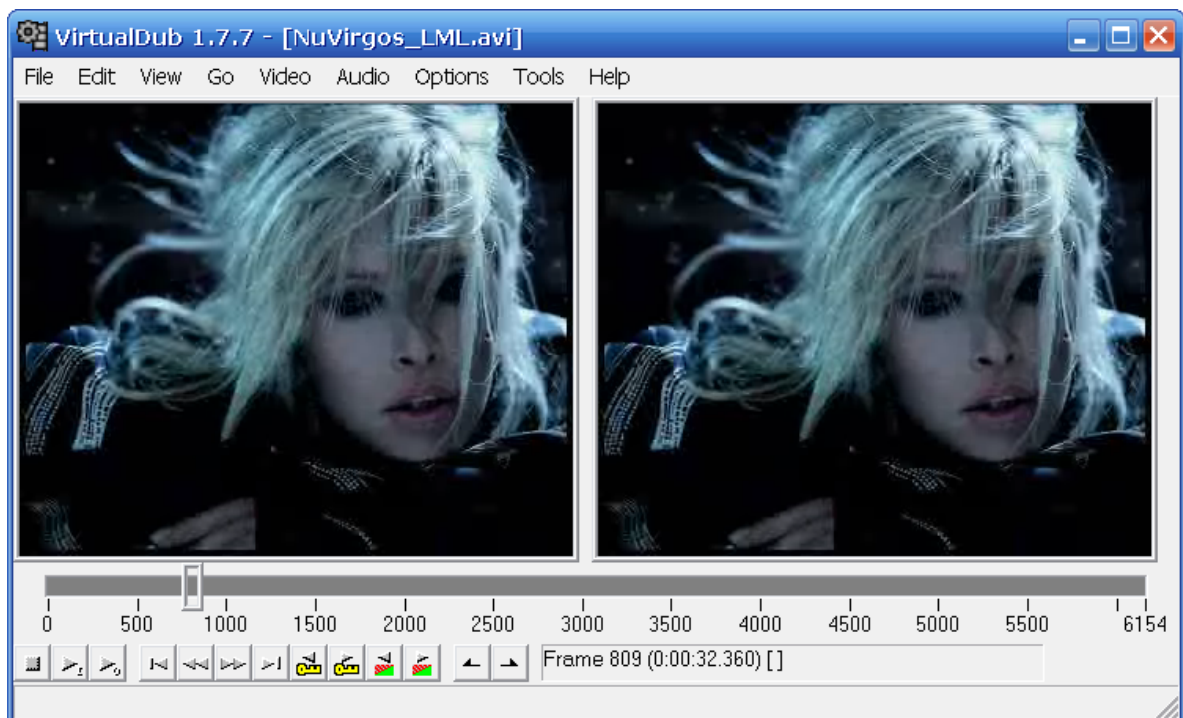 VirtualDub 1.7.7 - [NuVirgos_LML.avi]
File Edit View Go Video Audio Options Tools Help
0 500 1000 1500 2000 2500 3000 3500 4000 4500 5000 5500 6154
Frame 809 (0:00:32.360) [ ]